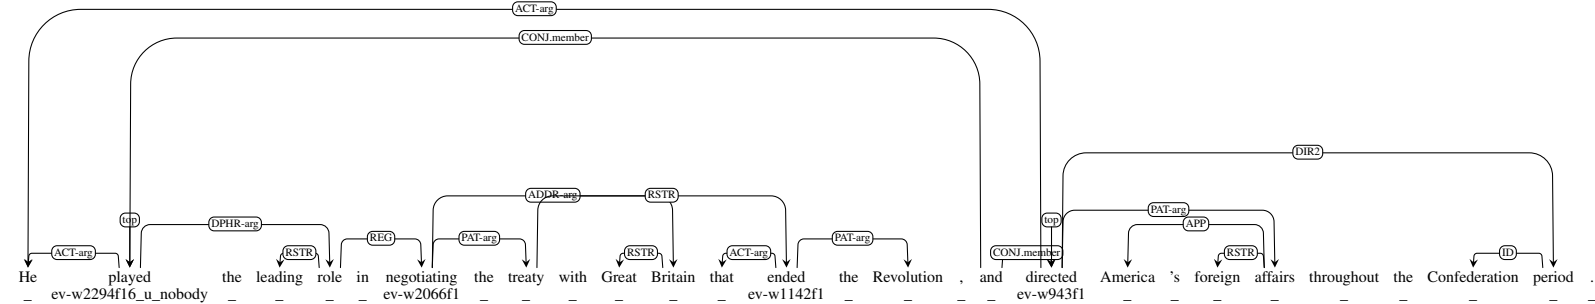 ACT-arg
CONJ.member
DIR2
ADDR-arg RSTR
top DPHR-arg top PAT-arg
APP
ACT-arg RSTR REG PAT-arg RSTR ACT-arg PAT-arg CONJ.member RSTR ID
He played the leading role in negotiating the treaty with Great Britain that ended the Revolution , and directed America 's foreign affairs throughout the Confederation period .
_ ev-w2294f16_u_nobody _ _ _ _ ev-w2066f1 _ _ _ _ _ _ ev-w1142f1 _ _ _ _ ev-w943f1 _ _ _ _ _ _ _ _ _